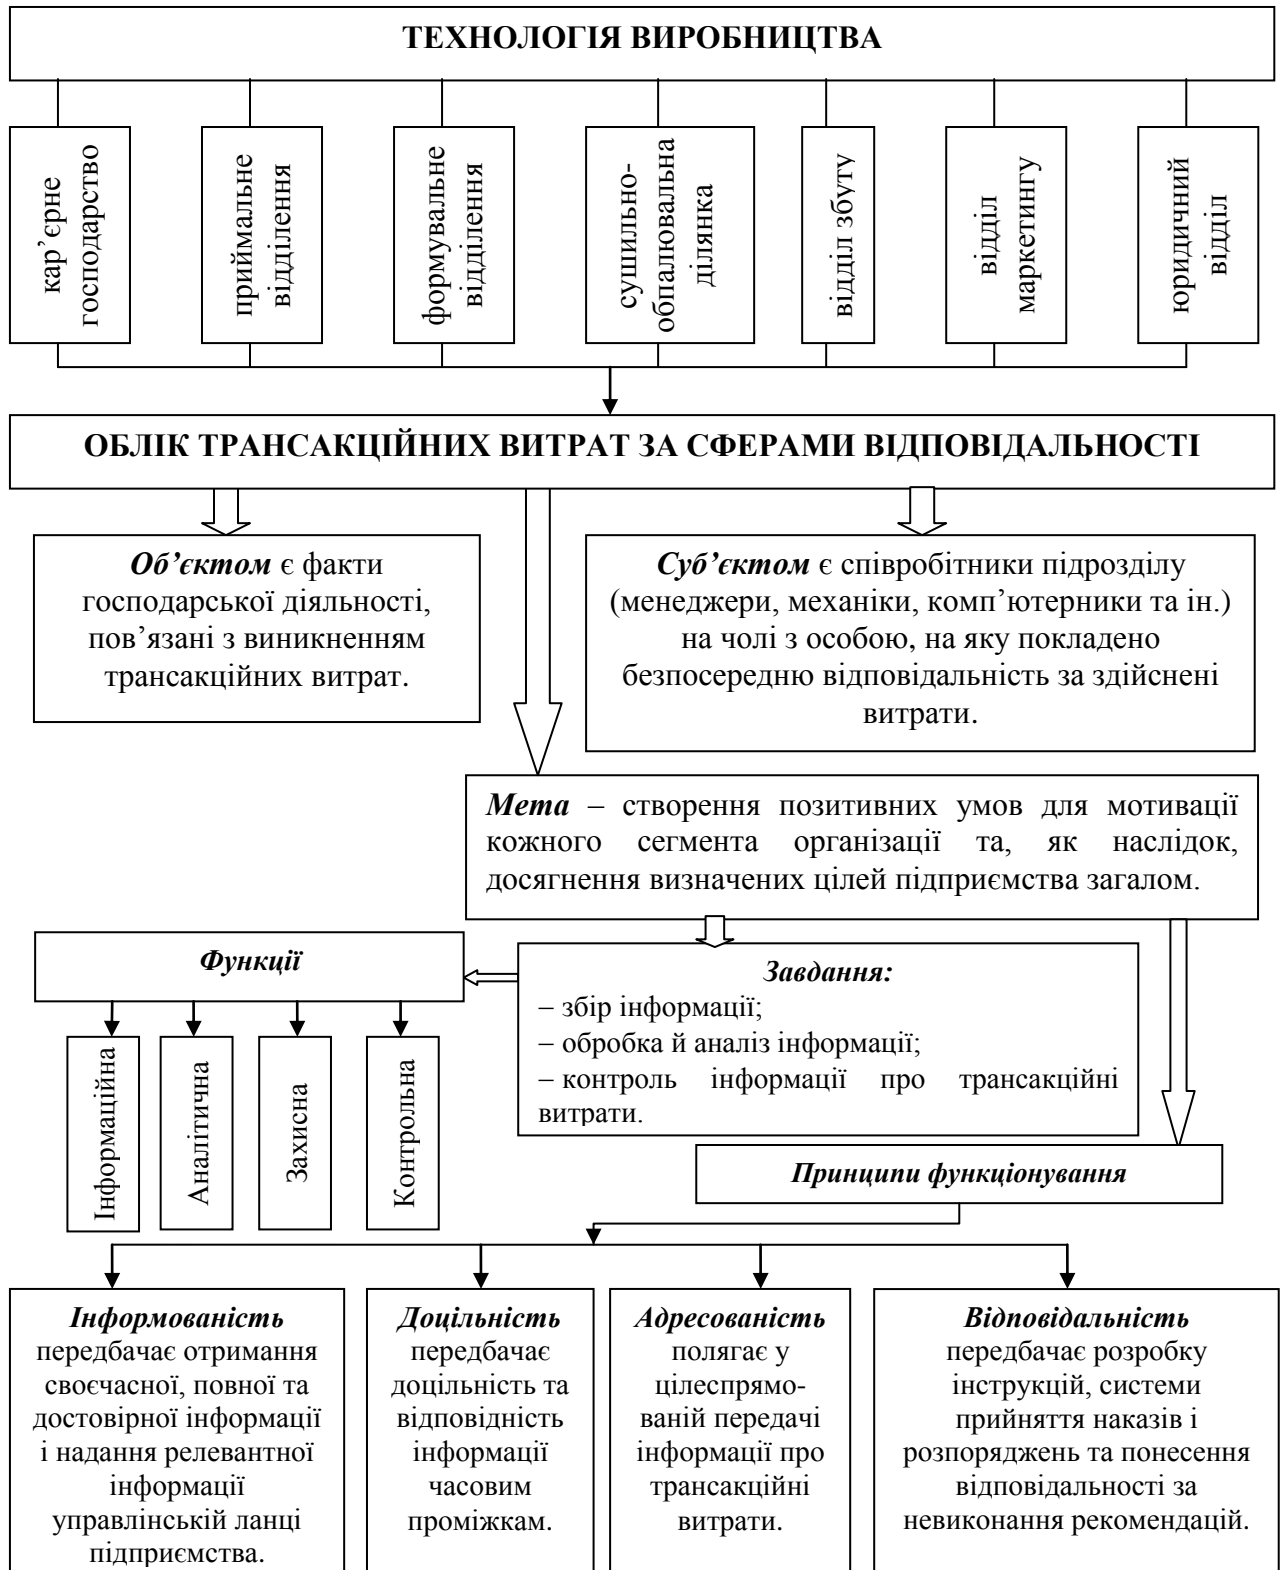 ТЕХНОЛОГІЯ ВИРОБНИЦТВА
кар’єрне
господарство
приймальне
відділення
формувальне
відділення
сушильно-
обпалювальна
ділянка
відділ збуту
відділ
маркетингу
юридичний
відділ
ОБЛІК ТРАНСАКЦІЙНИХ ВИТРАТ ЗА СФЕРАМИ ВІДПОВІДАЛЬНОСТІ
Об’єктом є факти
господарської діяльності,
пов’язані з виникненням
трансакційних витрат.
Суб’єктом є співробітники підрозділу
(менеджери, механіки, комп’ютерники та ін.)
на чолі з особою, на яку покладено
безпосередню відповідальність за здійснені
витрати.
Мета – створення позитивних умов для мотивації
кожного сегмента організації та, як наслідок,
досягнення визначених цілей підприємства загалом.
Функції
Інформаційна
Аналітична
Захисна
Контрольна
Завдання:
– збір інформації;
– обробка й аналіз інформації;
– контроль інформації про трансакційні
витрати.
Принципи функціонування
Інформованість
передбачає отримання
своєчасної, повної та
достовірної інформації
і надання релевантної
інформації
управлінській ланці
підприємства.
Доцільність
передбачає
доцільність та
відповідність
інформації
часовим
проміжкам.
Адресованість
полягає у
цілеспрямо-
ваній передачі
інформації про
трансакційні
витрати.
Відповідальність
передбачає розробку
інструкцій, системи
прийняття наказів і
розпоряджень та понесення
відповідальності за
невиконання рекомендацій.